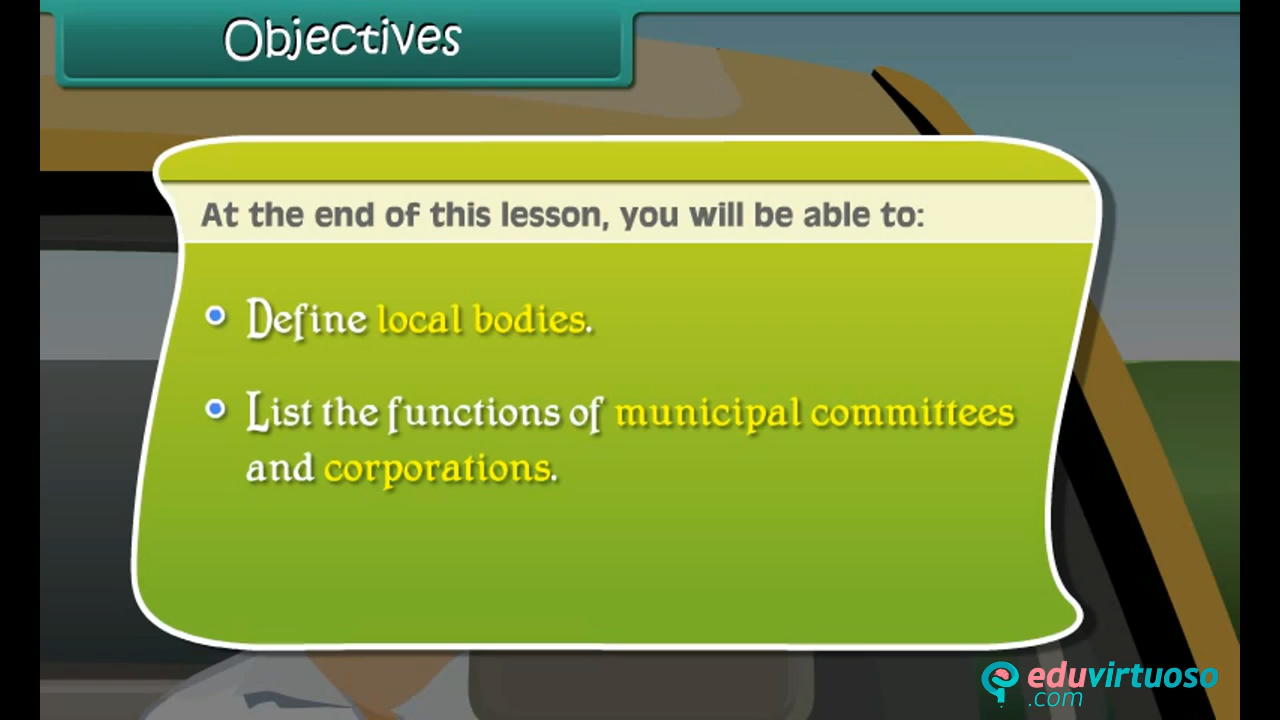 Objectives
At the end of this lesson, you will be able to:
Define local bodies.
List the functions of municipal committees
and corporations.
eduvirtuoso
.com